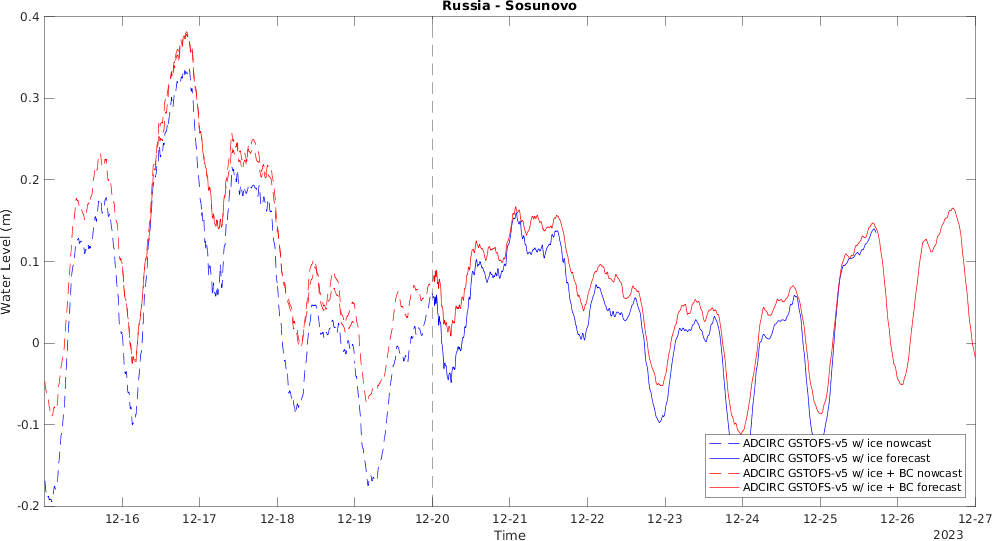 Russia - Sosunovo
0.4
0.3
0.2
0.1
0
-0.1
-0.2
Water Level (m)
12-16
12-17
12-18
12-19
12-20
12-21
12-22
12-23
12-24
12-25
12-26
12-27
Time
2023
ADCIRC GSTOFS-v5 w/ ice nowcast
ADCIRC GSTOFS-v5 w/ ice forecast
ADCIRC GSTOFS-v5 w/ ice + BC nowcast
ADCIRC GSTOFS-v5 w/ ice + BC forecast